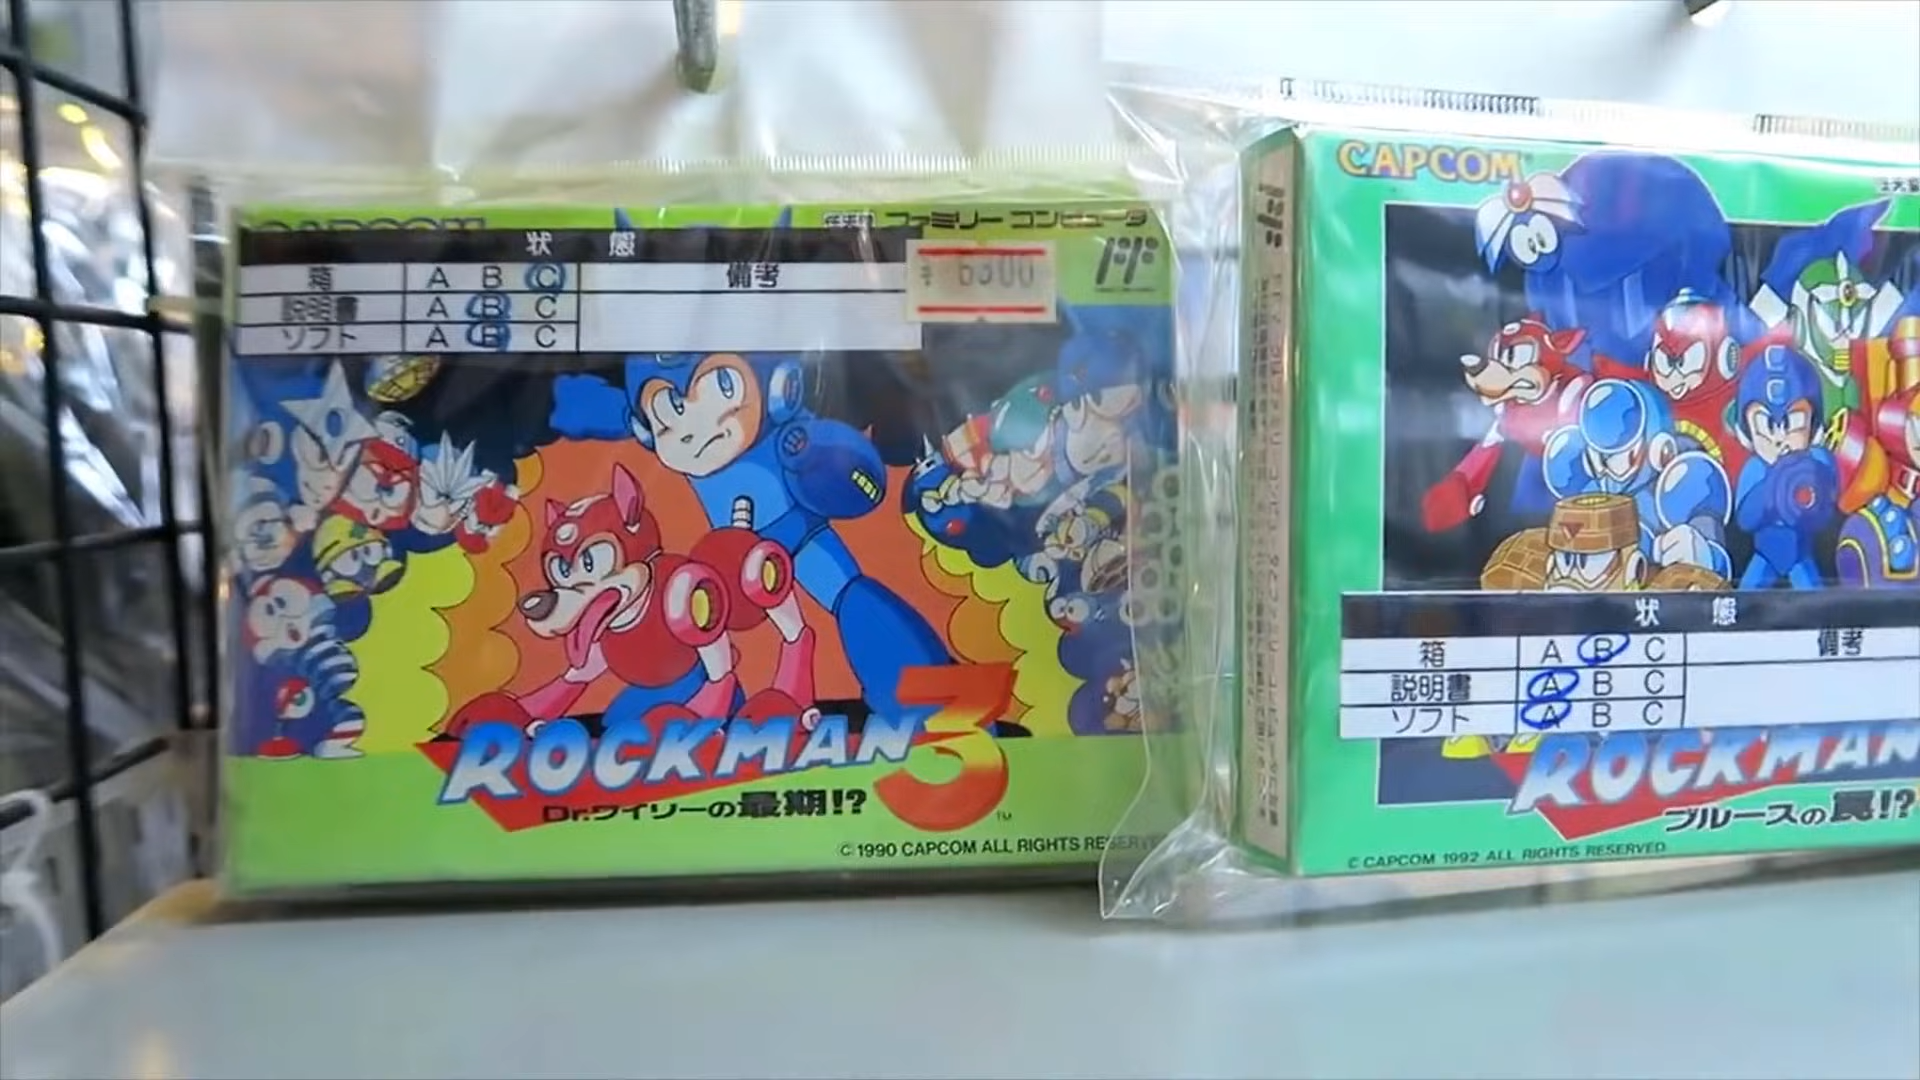 CAPCOM
ファミリー コンピュータ
状 態
箱 A B C 備考
説明書 A B C
ソフト A B C
¥ 6300
ROCKMAN 3
Dr.ワイリーの最期!?
TM
© 1990 CAPCOM ALL RIGHTS RESERVE
CAPCOM
状 態
箱 A B C 備考
説明書 A B C
ソフト A B C
ROCKMAN
ブルースの罠!?
© CAPCOM 1992 ALL RIGHTS RESERVED